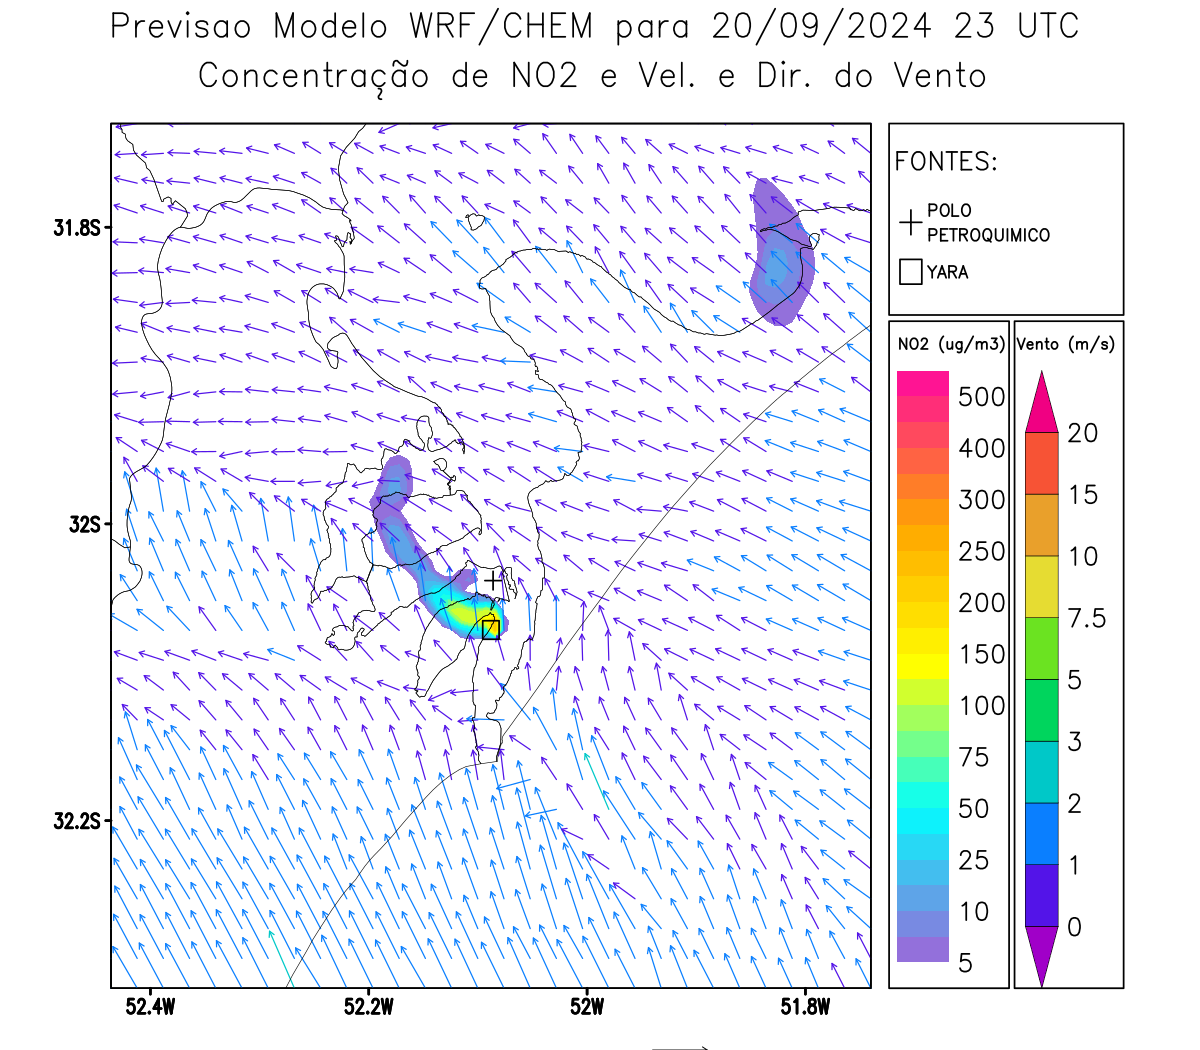 Previsao Modelo WRF/CHEM para 20/09/2024 23 UTC
Concentração de NO2 e Vel. e Dir. do Vento
FONTES:
POLO
PETROQUIMICO
YARA
NO2 (ug/m3)
500
400
300
250
200
150
100
75
50
25
10
5
Vento (m/s)
20
15
10
7.5
5
3
2
1
0
31.8S
32S
32.2S
52.4W
52.2W
52W
51.8W